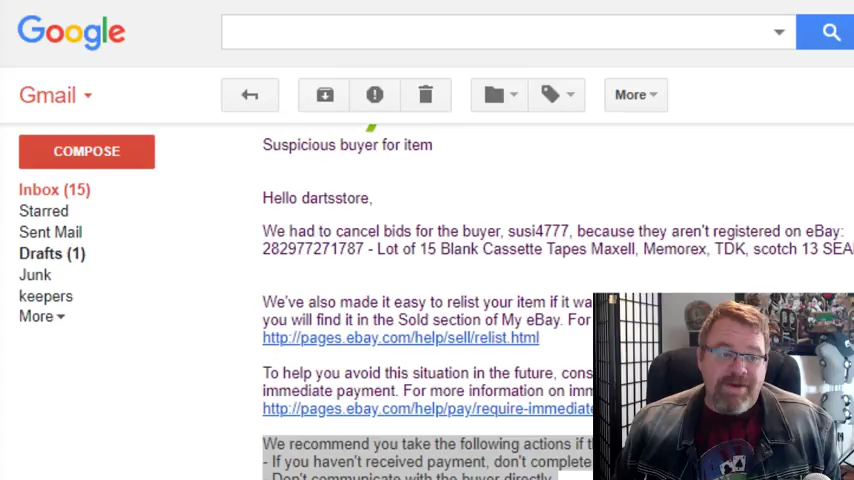 Google
Gmail
More
COMPOSE
Inbox (15)
Starred
Sent Mail
Drafts (1)
Junk
keepers
More
Suspicious buyer for item
Hello dartsstore,
We had to cancel bids for the buyer, susi4777, because they aren't registered on eBay:
282977271787 - Lot of 15 Blank Cassette Tapes Maxell, Memorex, TDK, scotch 13
We've also made it easy to relist your item if it
you will find it in the Sold section of My eBay. For
http://pages.ebay.com/help/sell/relist.html
To help you avoid this situation in the future,
immediate payment. For more information on
http://pages.ebay.com/help/pay/require-immediate
We recommend you take the following actions if
- If you haven't received payment, don't complete
- Don't communicate with the buyer directly.